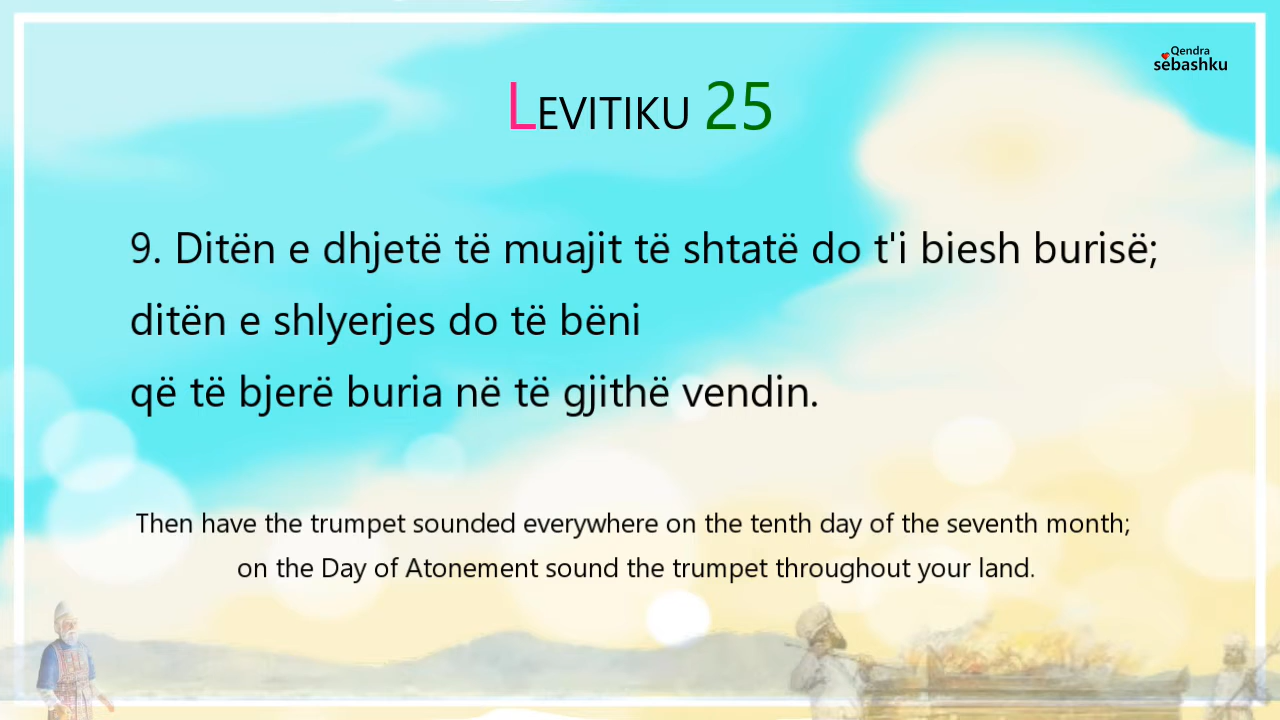 Qendra
sëbashku
LEVITIKU 25
9. Ditën e dhjetë të muajit të shtatë do t'i biesh burisë;
ditën e shlyerjes do të bëni
që të bjerë buria në të gjithë vendin.
Then have the trumpet sounded everywhere on the tenth day of the seventh month;
on the Day of Atonement sound the trumpet throughout your land.